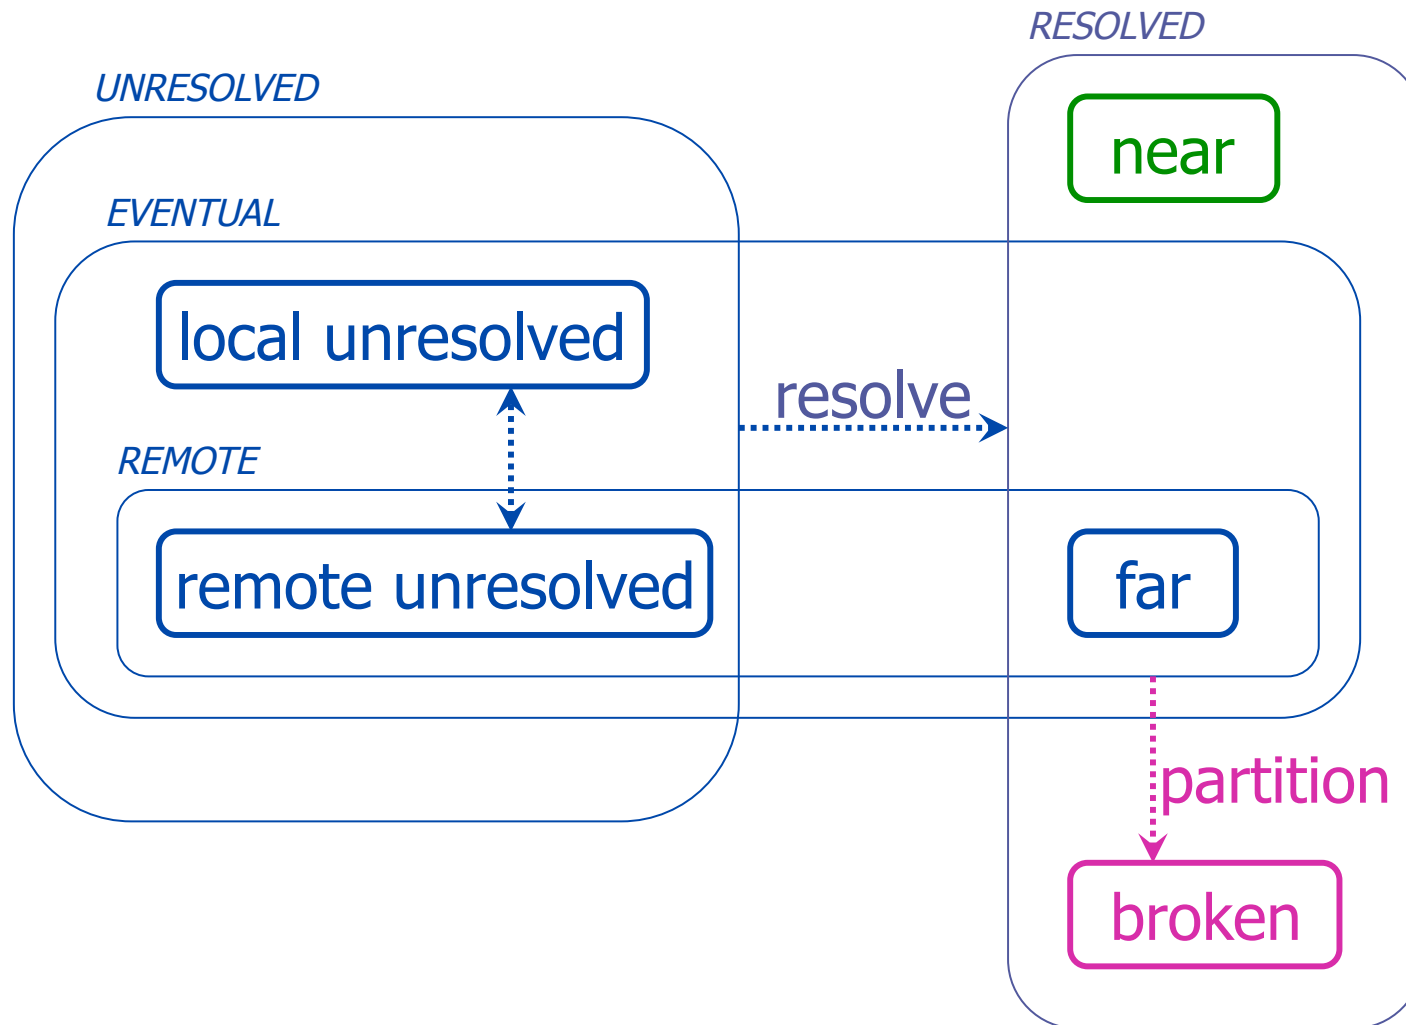 RESOLVED
UNRESOLVED
near
EVENTUAL
local unresolved
resolve
REMOTE
remote unresolved
far
partition
broken